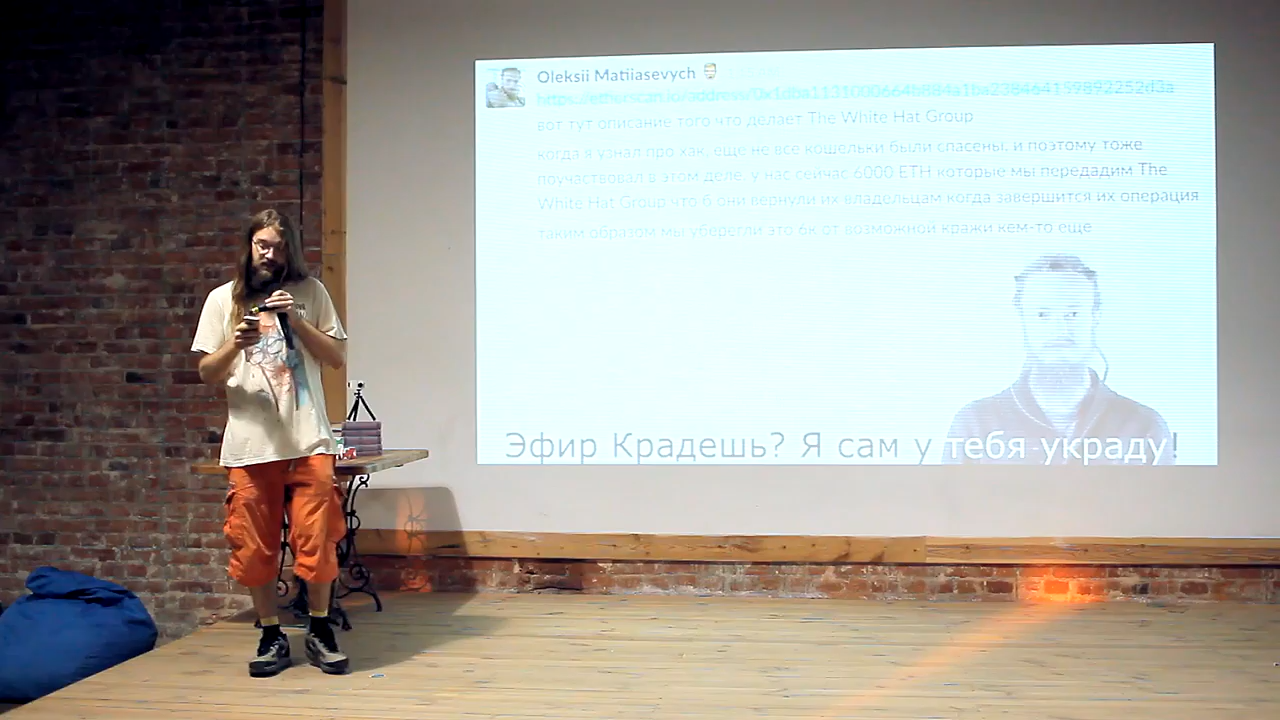 Oleksii Matiiasevych
https://etherscan.io/address/0x1dba1131000664b884a1ba238464159892252d3a
вот тут описание того что делает The White Hat Group
когда я узнал про хак, еще не все кошельки были спасены. и поэтому тоже
поучаствовал в этом деле. у нас сейчас 6000 ETH которые мы передадим The
White Hat Group что б они вернули их владельцам когда завершится их операция
таким образом мы уберегли это 6к от возможной кражи кем-то еще
Эфир Крадешь? Я сам у тебя украду!